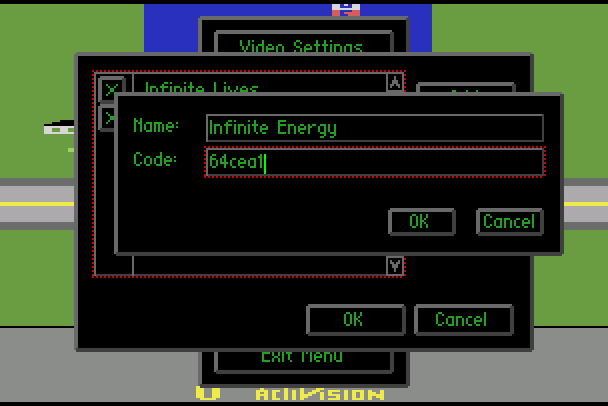 Video Settings
Infinite Lives
Name: Infinite Energy
Code: 64cea1
OK Cancel
OK Cancel
Exit Menu
Activision